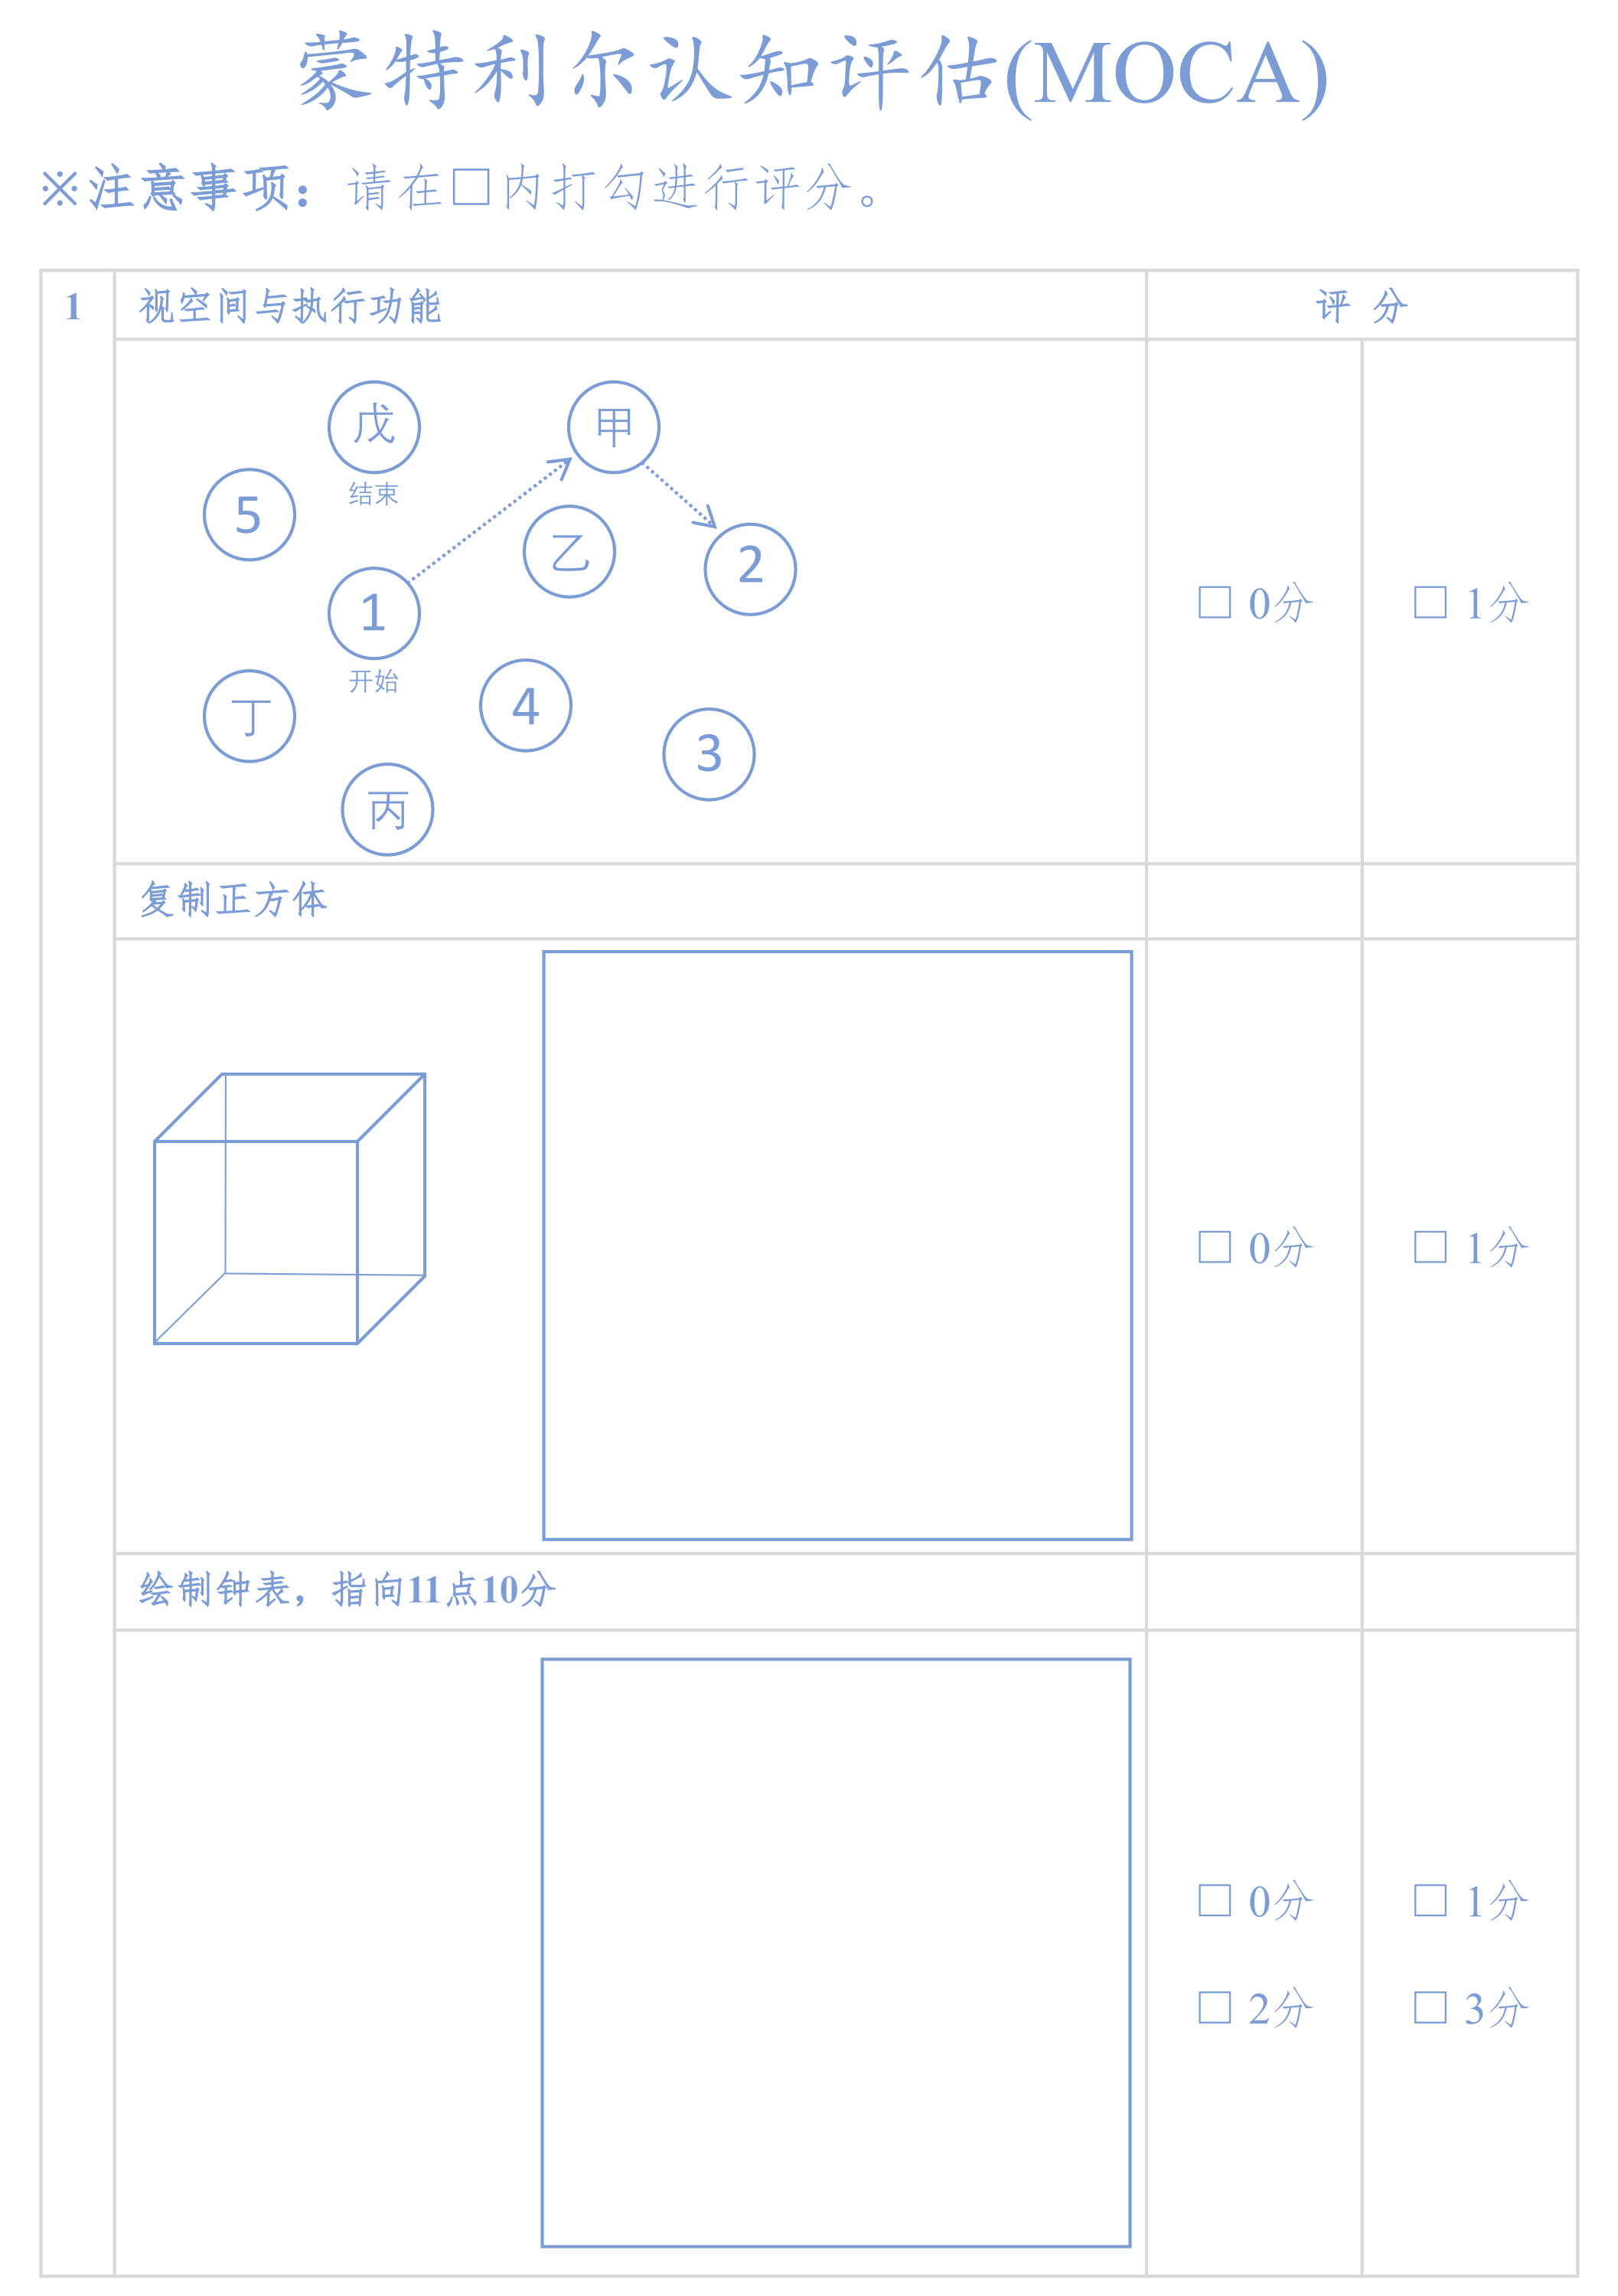 蒙特利尔认知评估(MOCA)
※注意事项：请在□内打勾进行评分。
1 视空间与执行功能 评 分
戊 甲
结束
5
乙 2
1
开始
丁 4
3
丙
□ 0分 □ 1分
复制正方体
□ 0分 □ 1分
绘制钟表，指向11点10分
□ 0分 □ 1分
□ 2分 □ 3分